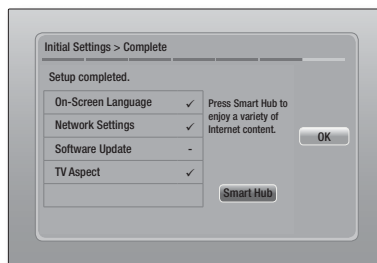 Initial Settings > Complete
Setup completed.
On-Screen Language ✓
Network Settings ✓
Software Update -
TV Aspect ✓
Press Smart Hub to
enjoy a variety of
Internet content.
Smart Hub
OK